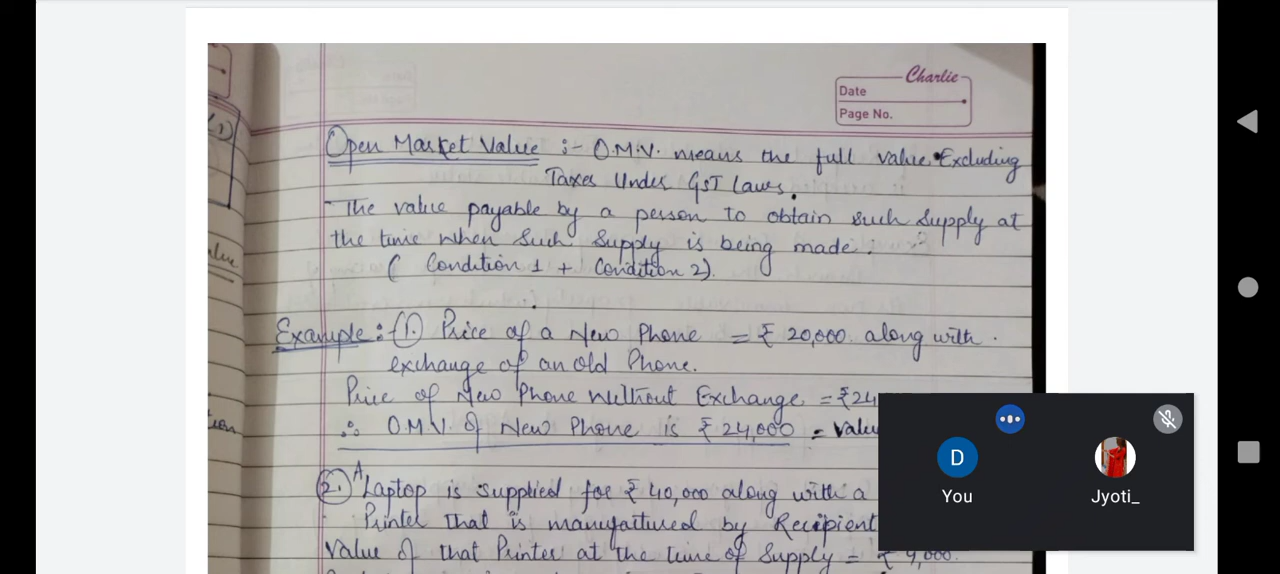 Charlie
Date
Page No.
(1)
Open Market Value :- O.M.V. means the full value Excluding
Taxes Under GST Laws.
- The value payable by a person to obtain such supply at
the time when Such Supply is being made.
( Condition 1 + Condition 2).
Example :- (1.) Price of a New Phone = ₹ 20,000. along with
exchange of an old Phone.
Price of New Phone Without Exchange = ₹24
∴ O.M.V. of New Phone is ₹ 24,000 = Valu
2. A Laptop is supplied for ₹ 40,000 along with a
Printer that is manufactured by Recipient
Value of that Printer at the time of Supply = ₹ 4,000.
D
You
Jyoti_